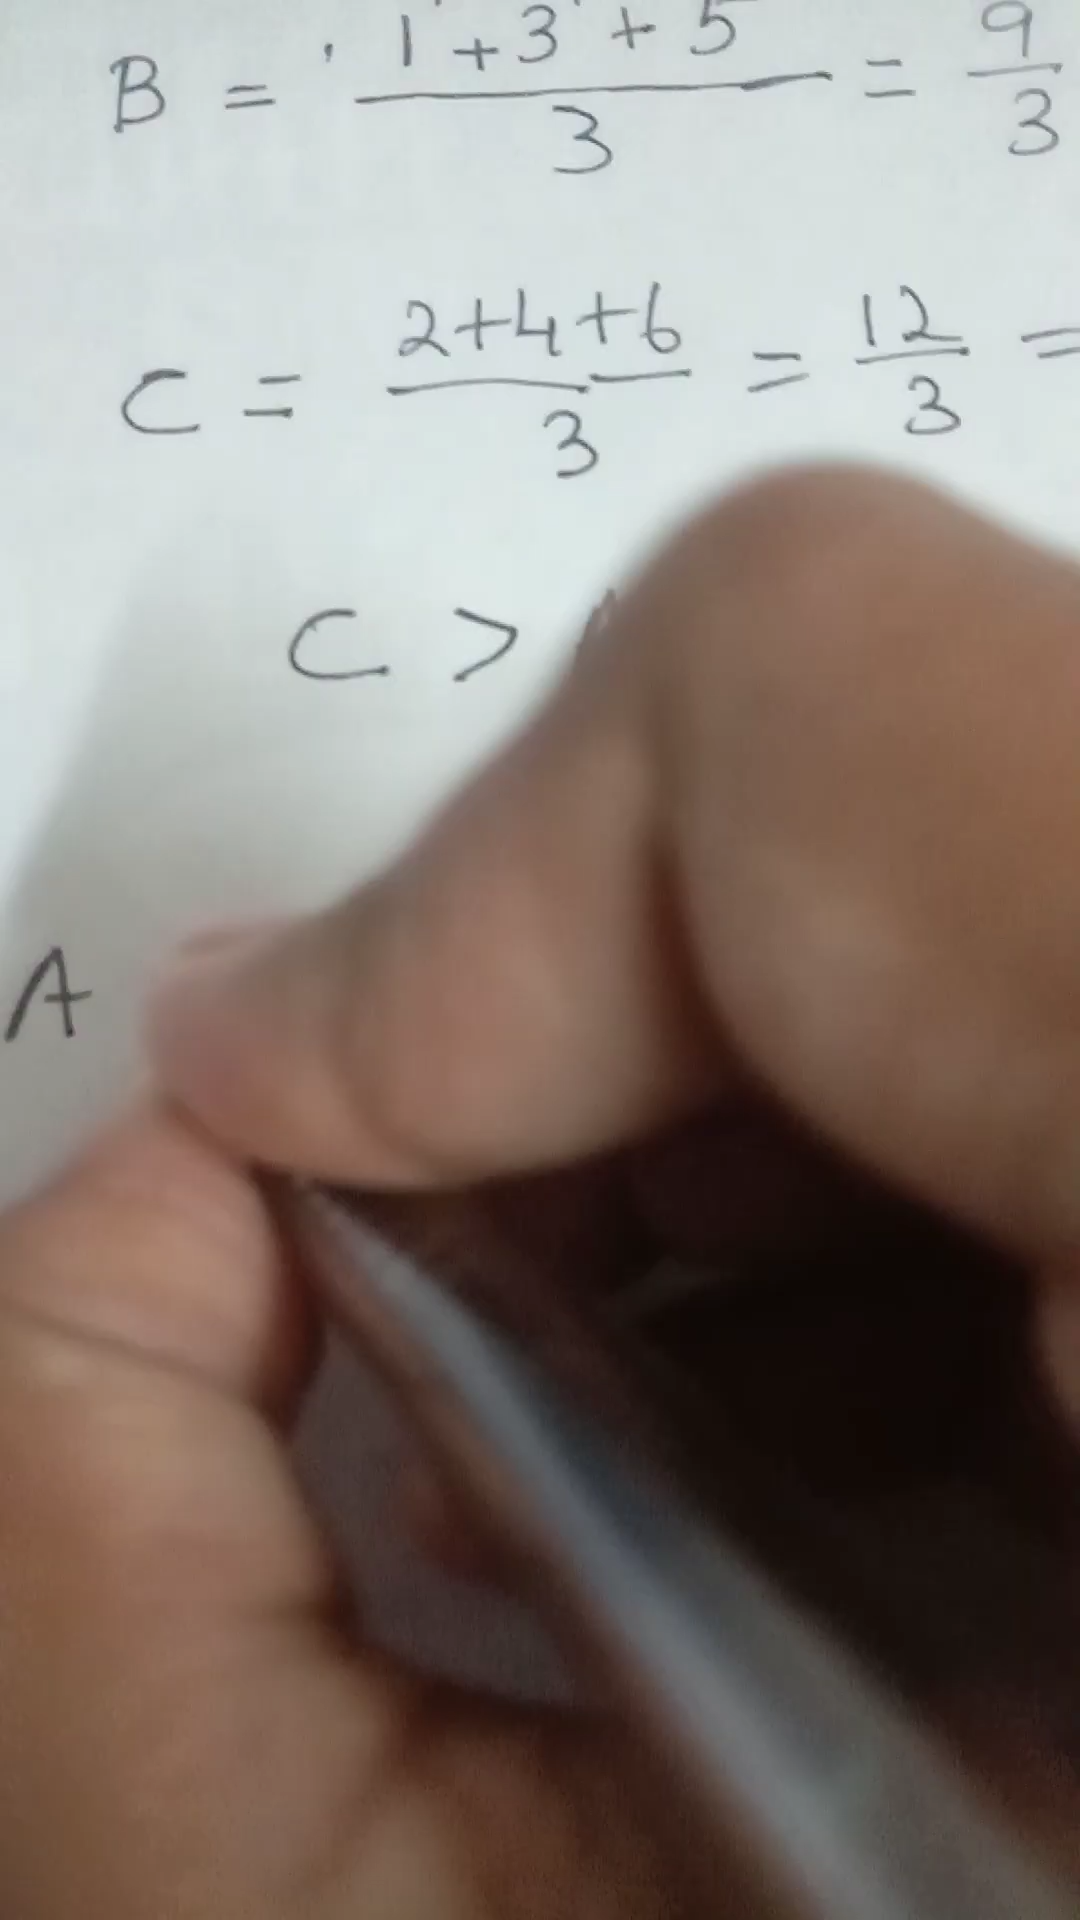 B = 1 + 3 + 5 / 3 = 9 / 3
C = 2+4+6 / 3 = 12 / 3 =
C >
A